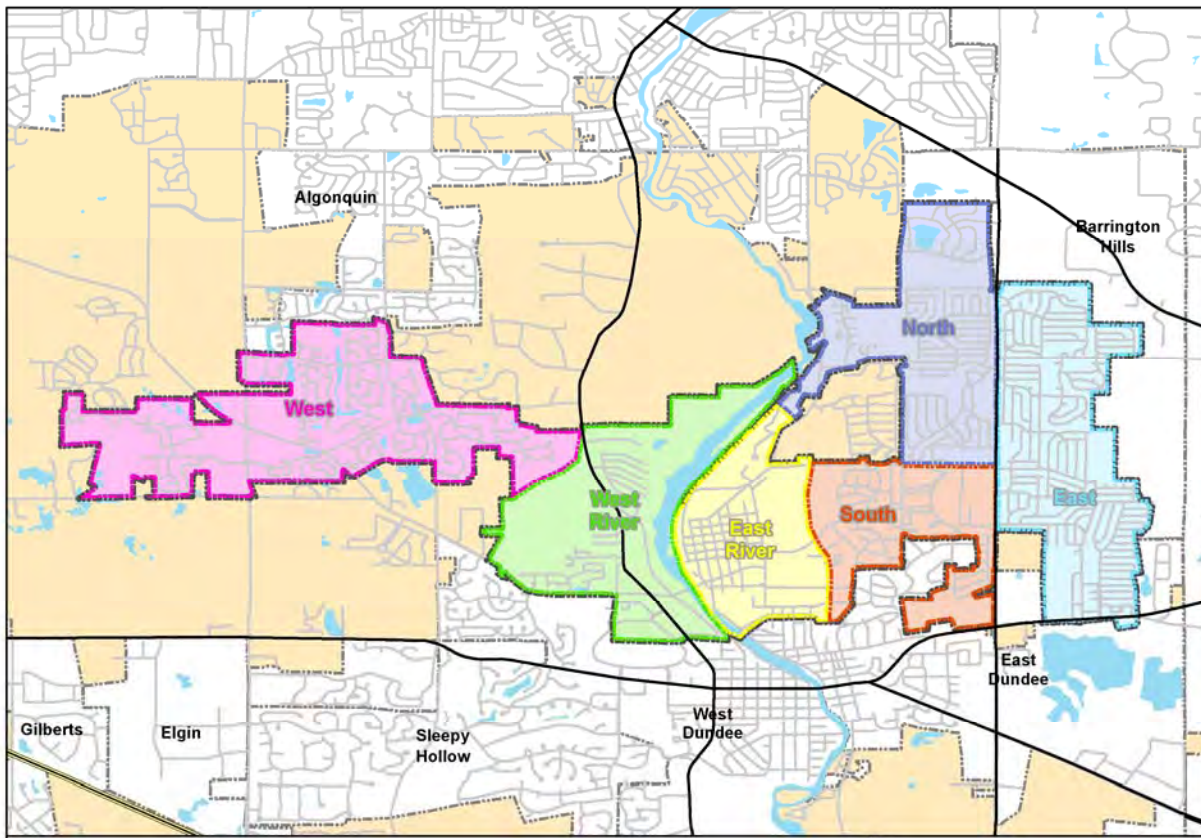 Algonquin
Barrington
Hills
North
West
West
River
East
River
South
East
East
Dundee
West
Dundee
Gilberts
Elgin
Sleepy
Hollow